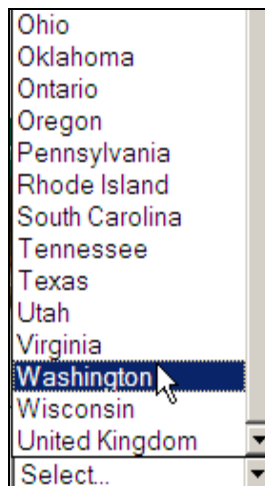 Ohio
Oklahoma
Ontario
Oregon
Pennsylvania
Rhode Island
South Carolina
Tennessee
Texas
Utah
Virginia
Washington
Wisconsin
United Kingdom
Select...